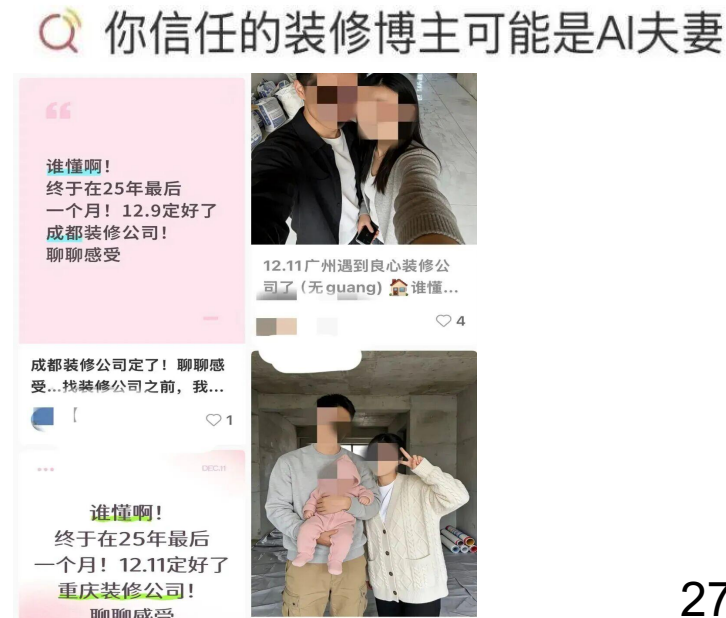 你信任的装修博主可能是AI夫妻
谁懂啊!
终于在25年最后
一个月!12.9定好了
成都装修公司!
聊聊感受
成都装修公司定了!聊聊感
受...找装修公司之前,我...
1
12.11广州遇到良心装修公
司了(无guang)🏠谁懂...
4
DEC.11
谁懂啊!
终于在25年最后
一个月!12.11定好了
重庆装修公司!
聊聊感受
27